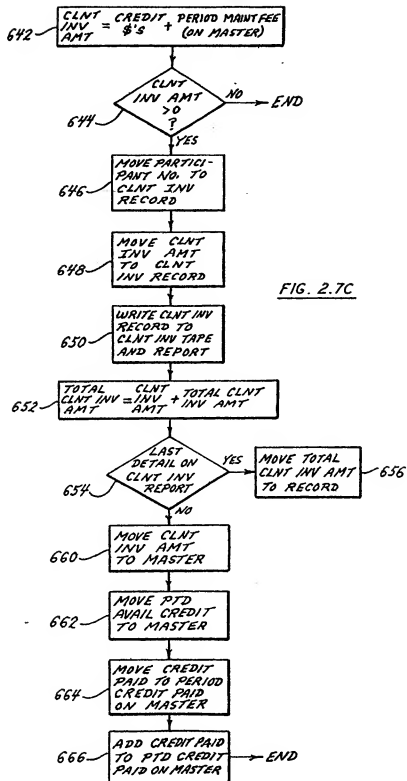 CLNT INV AMT = CREDIT $'S + PERIOD MAINT FEE (ON MASTER)
642
CLNT
INV AMT
>0
?
NO
END
644
YES
MOVE PARTICI-
PANT NO. TO
CLNT INV
RECORD
646
MOVE CLNT
INV AMT
TO CLNT
INV RECORD
648
FIG. 2.7C
WRITE CLNT INV
RECORD TO
CLNT INV TAPE
AND REPORT
650
TOTAL CLNT INV AMT = CLNT INV AMT + TOTAL CLNT INV AMT
652
LAST
DETAIL ON
CLNT INV
REPORT
YES
654
MOVE TOTAL
CLNT INV AMT
TO RECORD
656
NO
MOVE CLNT
INV AMT
TO MASTER
660
MOVE PTD
AVAIL CREDIT
TO MASTER
662
MOVE CREDIT
PAID TO PERIOD
CREDIT PAID
ON MASTER
664
ADD CREDIT PAID
TO PTD CREDIT
PAID ON MASTER
666
END